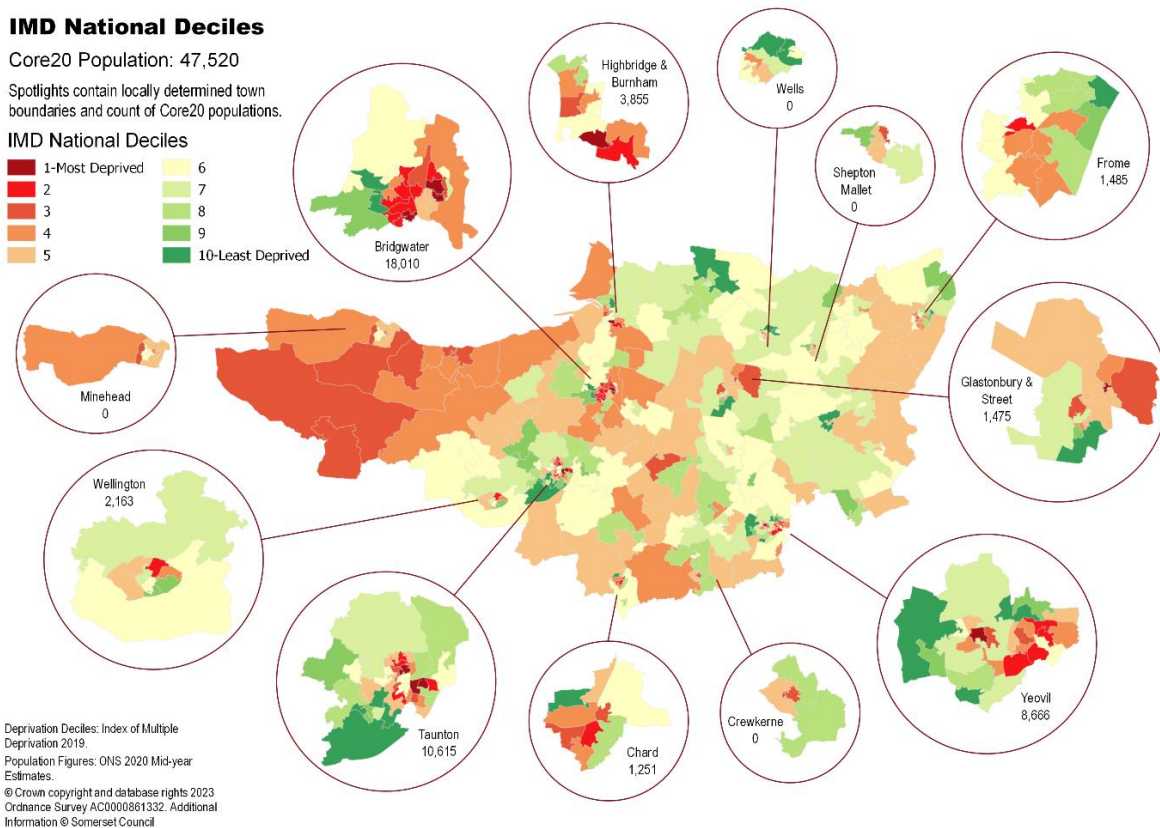 IMD National Deciles
Core20 Population: 47,520
Spotlights contain locally determined town
boundaries and count of Core20 populations.
IMD National Deciles
1-Most Deprived
2
3
4
5
6
7
8
9
10-Least Deprived
Bridgwater
18,010
Highbridge &
Burnham
3,855
Wells
0
Shepton
Mallet
0
Frome
1,485
Minehead
0
Glastonbury &
Street
1,475
Wellington
2,163
Taunton
10,615
Chard
1,251
Crewkerne
0
Yeovil
8,666
Deprivation Deciles: Index of Multiple
Deprivation 2019.
Population Figures: ONS 2020 Mid-year
Estimates.
© Crown copyright and database rights 2023
Ordnance Survey AC0000861332. Additional
Information © Somerset Council